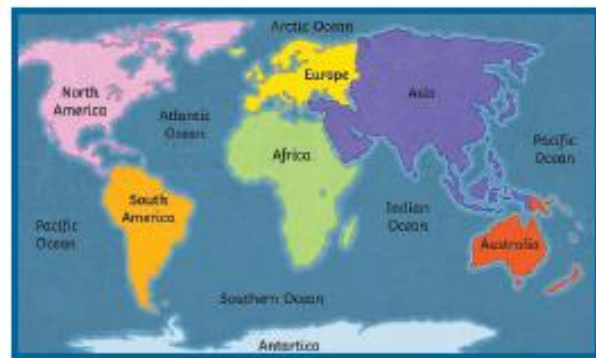 Arctic Ocean
Europe
Asia
North
America
Atlantic
Ocean
Pacific
Ocean
Africa
South
America
Indian
Ocean
Pacific
Ocean
Australia
Southern Ocean
Antartica